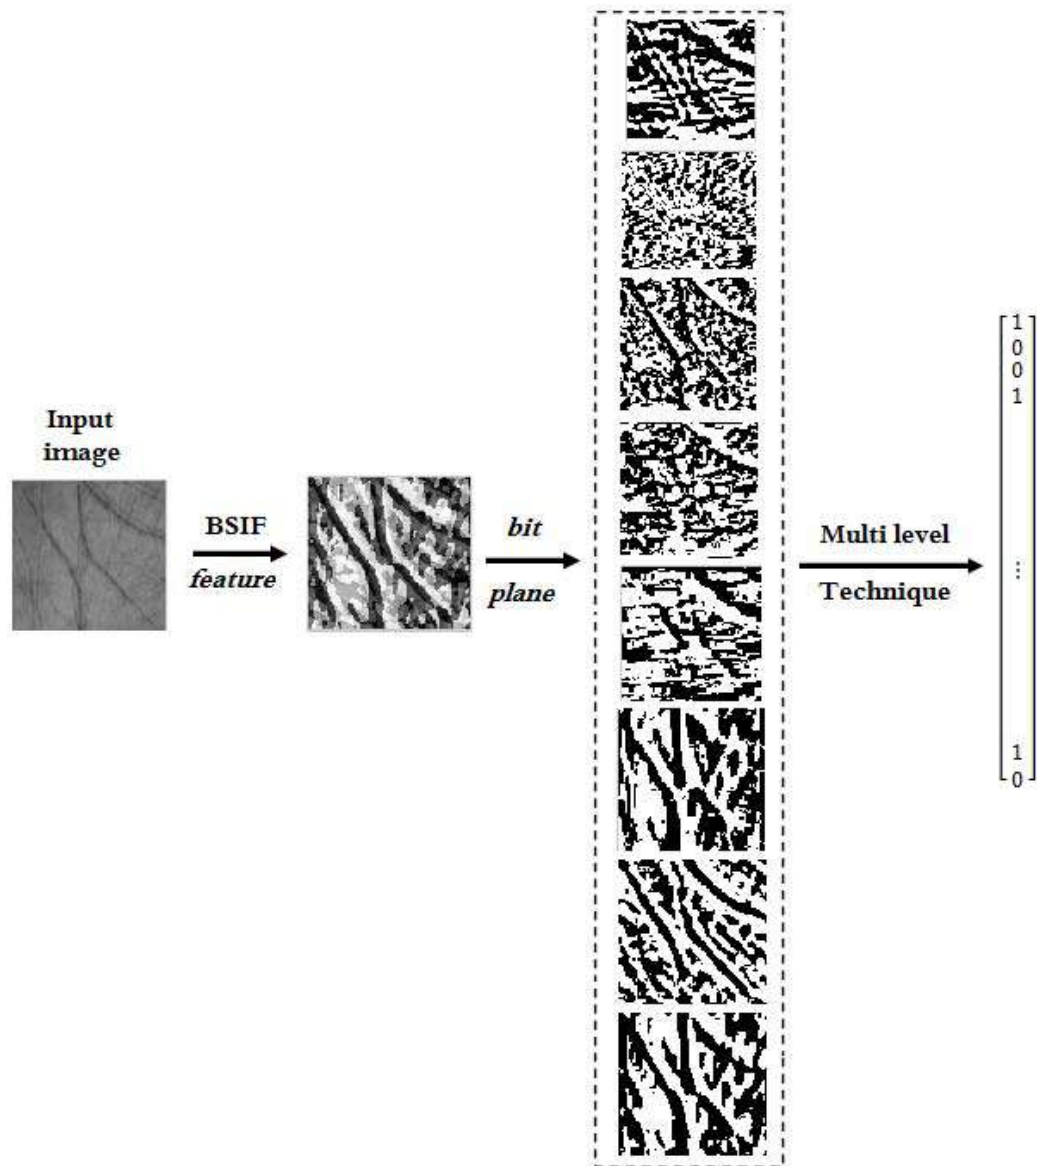 Input
image
BSIF
feature
bit
plane
Multi level
Technique
1
0
0
1
⋮
1
0